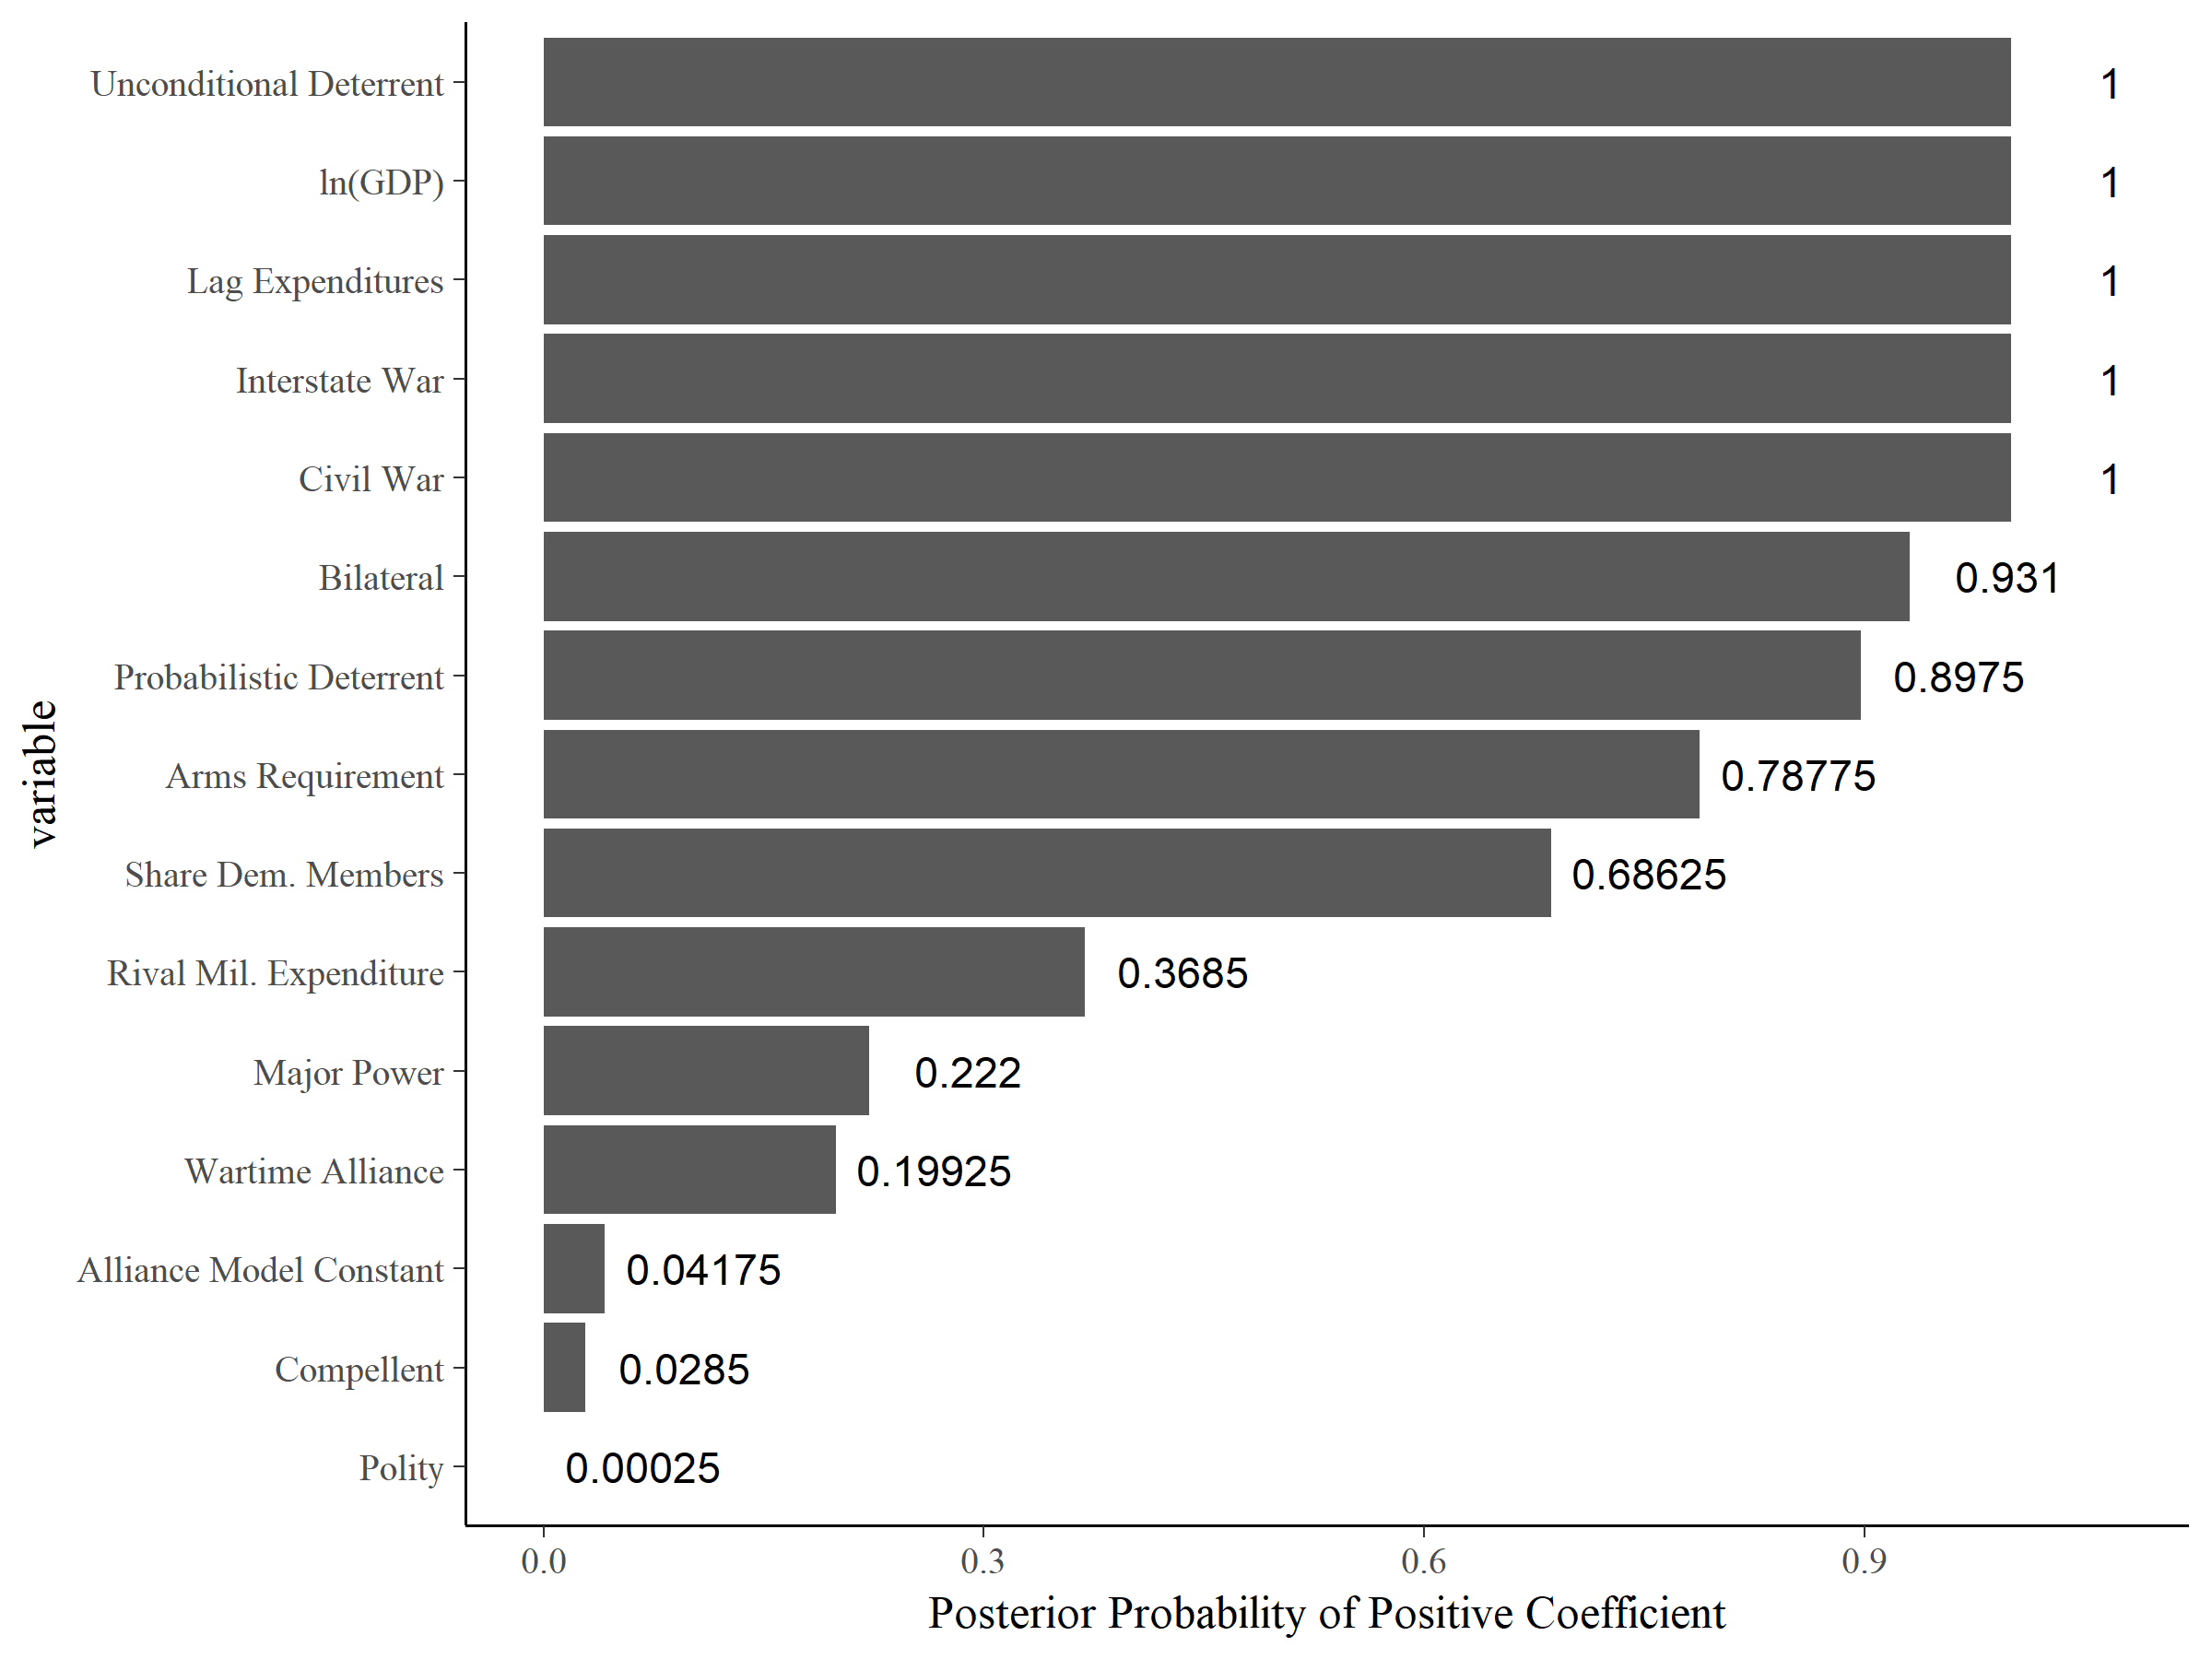 Unconditional Deterrent 1
ln(GDP) 1
Lag Expenditures 1
Interstate War 1
Civil War 1
Bilateral 0.931
Probabilistic Deterrent 0.8975
Arms Requirement 0.78775
Share Dem. Members 0.68625
Rival Mil. Expenditure 0.3685
Major Power 0.222
Wartime Alliance 0.19925
Alliance Model Constant 0.04175
Compellent 0.0285
Polity 0.00025
variable
0.0 0.3 0.6 0.9
Posterior Probability of Positive Coefficient